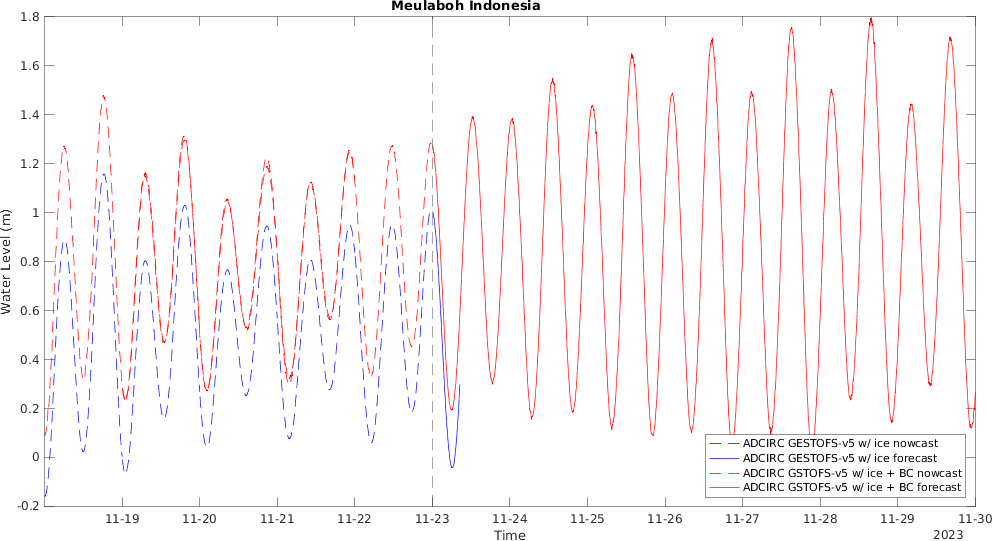 Meulaboh Indonesia
1.8
1.6
1.4
1.2
1
0.8
0.6
0.4
0.2
0
-0.2
Water Level (m)
ADCIRC GESTOFS-v5 w/ ice nowcast
ADCIRC GESTOFS-v5 w/ ice forecast
ADCIRC GSTOFS-v5 w/ ice + BC nowcast
ADCIRC GSTOFS-v5 w/ ice + BC forecast
11-19 11-20 11-21 11-22 11-23 11-24 11-25 11-26 11-27 11-28 11-29 11-30
Time 2023